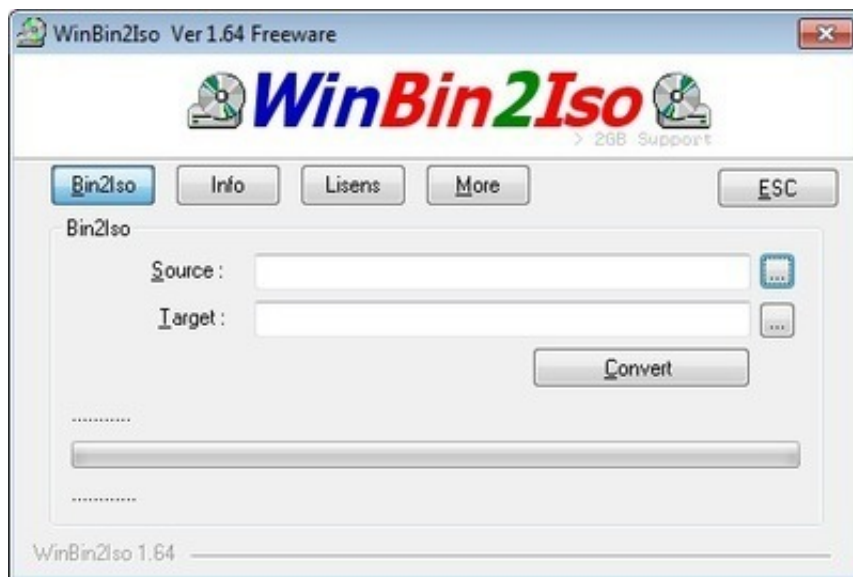 WinBin2Iso Ver 1.64 Freeware
WinBin2Iso
> 2GB Support
Bin2Iso
Info
Lisens
More
ESC
Bin2Iso
Source :
...
Target :
...
Convert
...........
............
WinBin2Iso 1.64